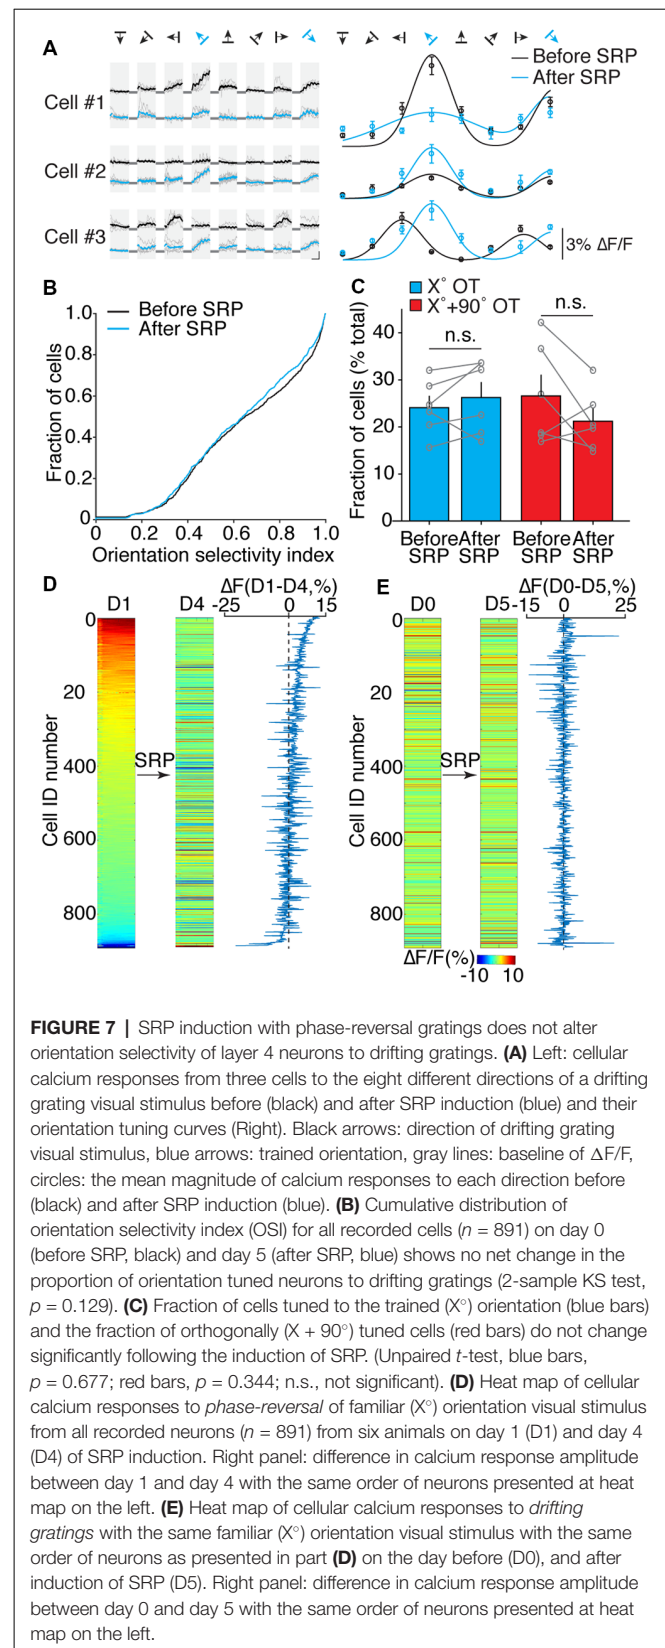 A
Before SRP
After SRP
Cell #1
Cell #2
Cell #3
3% ΔF/F
B
Before SRP
After SRP
Fraction of cells
1.0
0.8
0.6
0.4
0.2
0
0 0.2 0.4 0.6 0.8 1.0
Orientation selectivity index
C
X° OT
X°+90° OT
n.s.
n.s.
Fraction of cells (% total)
40
30
20
10
0
Before SRP
After SRP
Before SRP
After SRP
D
ΔF(D1-D4,%)
D1 D4 -25 0 15
Cell ID number
0
20
400
600
800
SRP
E
ΔF(D0-D5,%)
D0 D5 -15 0 25
Cell ID number
0
20
400
600
800
SRP
ΔF/F(%)
-10 10
FIGURE 7 | SRP induction with phase-reversal gratings does not alter
orientation selectivity of layer 4 neurons to drifting gratings. (A) Left: cellular
calcium responses from three cells to the eight different directions of a drifting
grating visual stimulus before (black) and after SRP induction (blue) and their
orientation tuning curves (Right). Black arrows: direction of drifting grating
visual stimulus, blue arrows: trained orientation, gray lines: baseline of ΔF/F,
circles: the mean magnitude of calcium responses to each direction before
(black) and after SRP induction (blue). (B) Cumulative distribution of
orientation selectivity index (OSI) for all recorded cells (n = 891) on day 0
(before SRP, black) and day 5 (after SRP, blue) shows no net change in the
proportion of orientation tuned neurons to drifting gratings (2-sample KS test,
p = 0.129). (C) Fraction of cells tuned to the trained (X°) orientation (blue bars)
and the fraction of orthogonally (X + 90°) tuned cells (red bars) do not change
significantly following the induction of SRP. (Unpaired t-test, blue bars,
p = 0.677; red bars, p = 0.344; n.s., not significant). (D) Heat map of cellular
calcium responses to phase-reversal of familiar (X°) orientation visual stimulus
from all recorded neurons (n = 891) from six animals on day 1 (D1) and day 4
(D4) of SRP induction. Right panel: difference in calcium response amplitude
between day 1 and day 4 with the same order of neurons presented at heat
map on the left. (E) Heat map of cellular calcium responses to drifting
gratings with the same familiar (X°) orientation visual stimulus with the same
order of neurons as presented in part (D) on the day before (D0), and after
induction of SRP (D5). Right panel: difference in calcium response amplitude
between day 0 and day 5 with the same order of neurons presented at heat
map on the left.